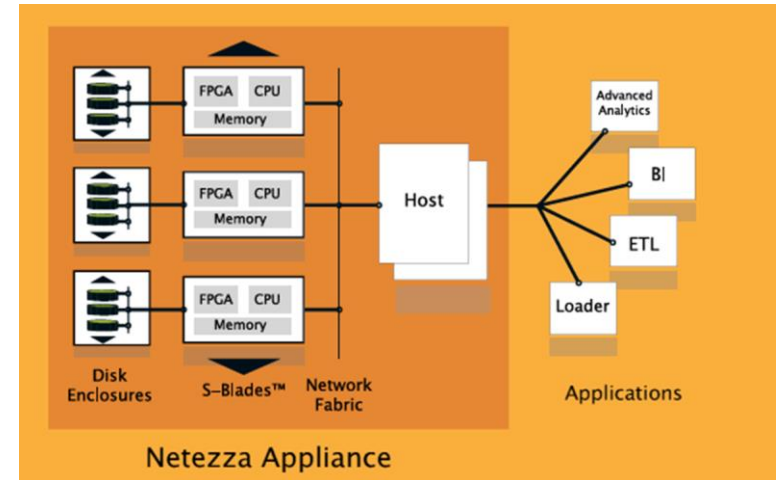 FPGA CPU
Memory
FPGA CPU
Memory
FPGA CPU
Memory
Disk
Enclosures
S-Blades™
Network
Fabric
Host
Advanced
Analytics
BI
ETL
Loader
Applications
Netezza Appliance